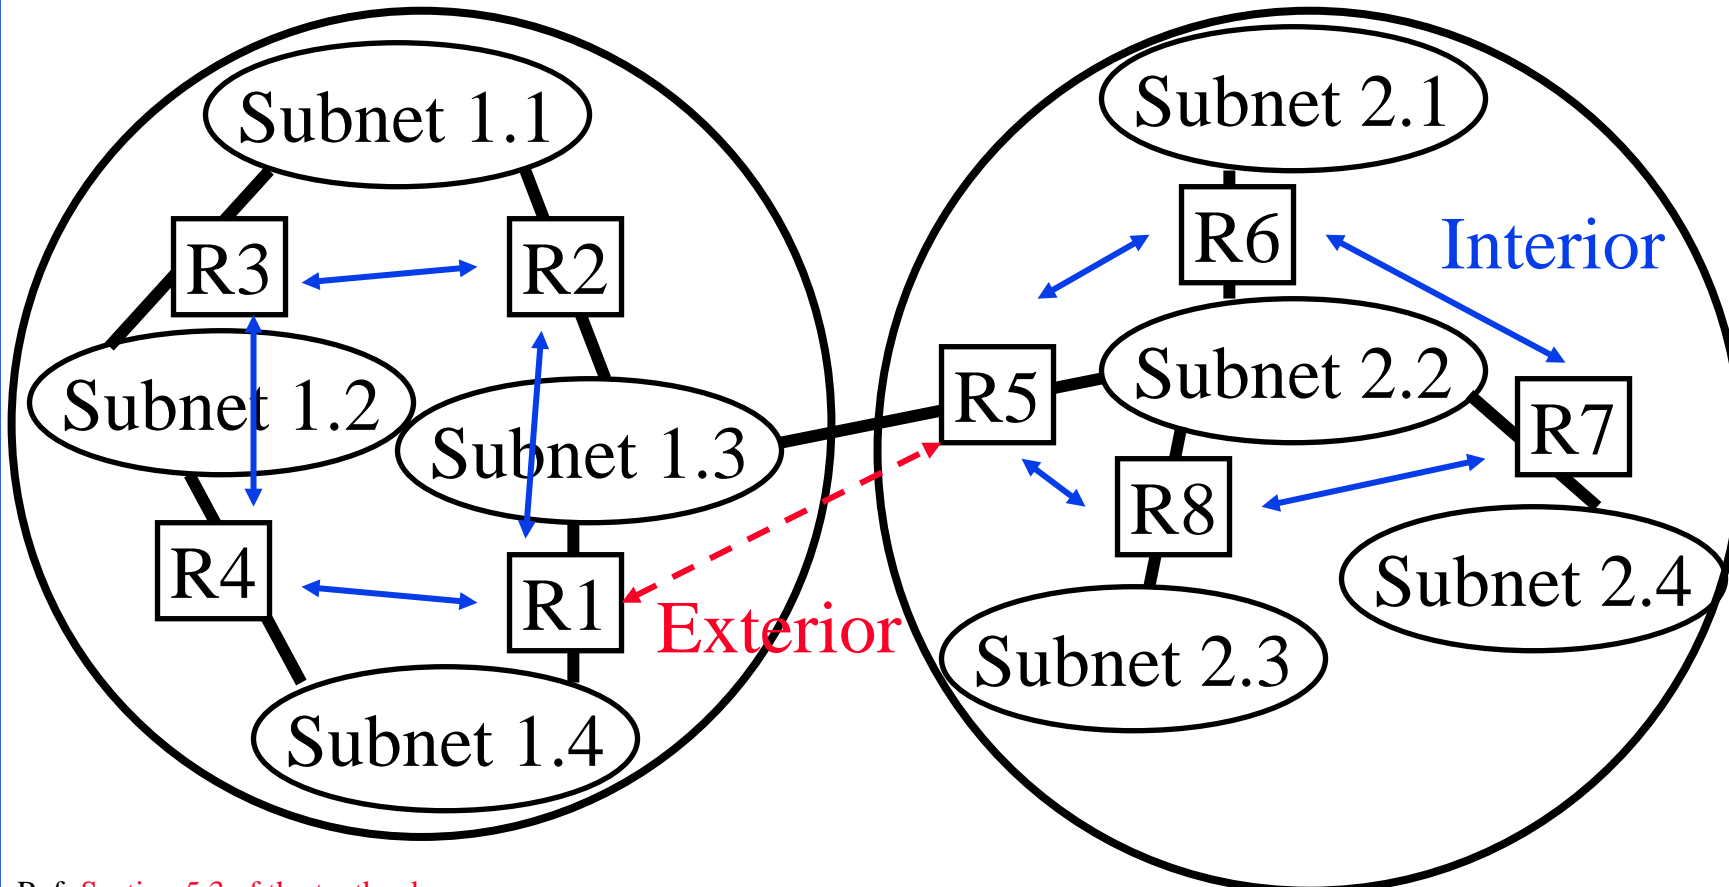 Subnet 1.1
Subnet 2.1
R3
R2
R6
Interior
Subnet 1.2
Subnet 1.3
R5
Subnet 2.2
R7
R4
R1
Exterior
R8
Subnet 2.4
Subnet 2.3
Subnet 1.4